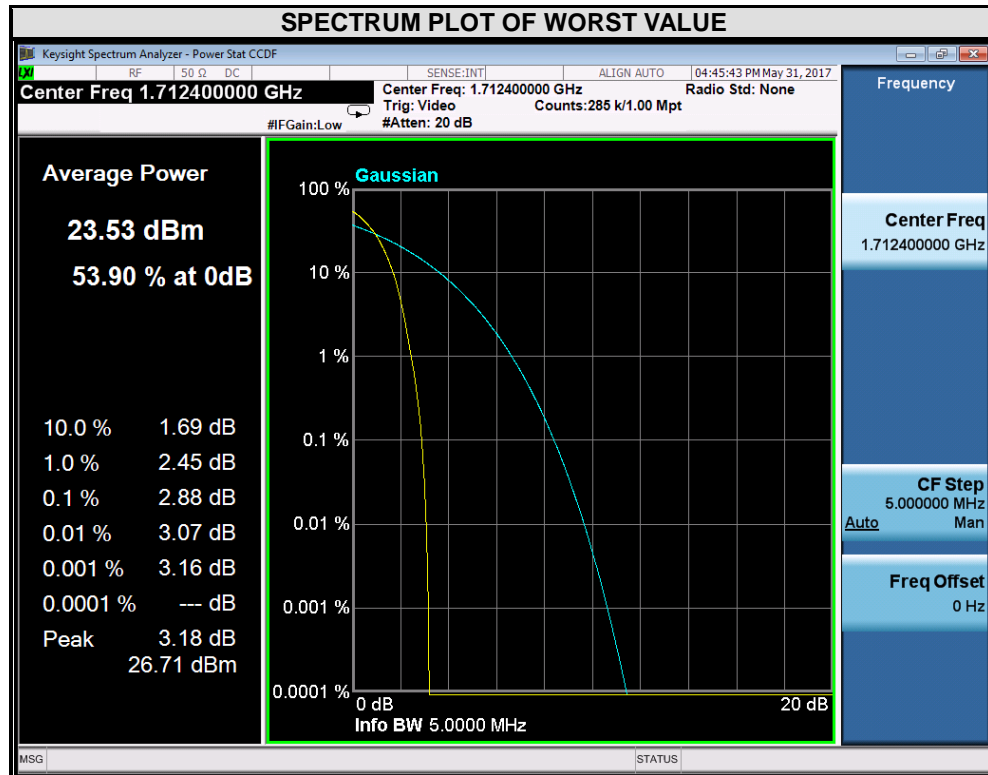 SPECTRUM PLOT OF WORST VALUE
Keysight Spectrum Analyzer - Power Stat CCDF
LXI RF 50 Ω DC SENSE:INT ALIGN AUTO 04:45:43 PM May 31, 2017
Center Freq 1.712400000 GHz
Center Freq: 1.712400000 GHz Radio Std: None
Trig: Video Counts:285 k/1.00 Mpt
#IFGain:Low #Atten: 20 dB
Average Power
23.53 dBm
53.90 % at 0dB
10.0 % 1.69 dB
1.0 % 2.45 dB
0.1 % 2.88 dB
0.01 % 3.07 dB
0.001 % 3.16 dB
0.0001 % --- dB
Peak 3.18 dB
26.71 dBm
Gaussian
100 %
10 %
1 %
0.1 %
0.01 %
0.001 %
0.0001 %
0 dB 20 dB
Info BW 5.0000 MHz
Frequency
Center Freq
1.712400000 GHz
CF Step
5.000000 MHz
Auto Man
Freq Offset
0 Hz
MSG STATUS